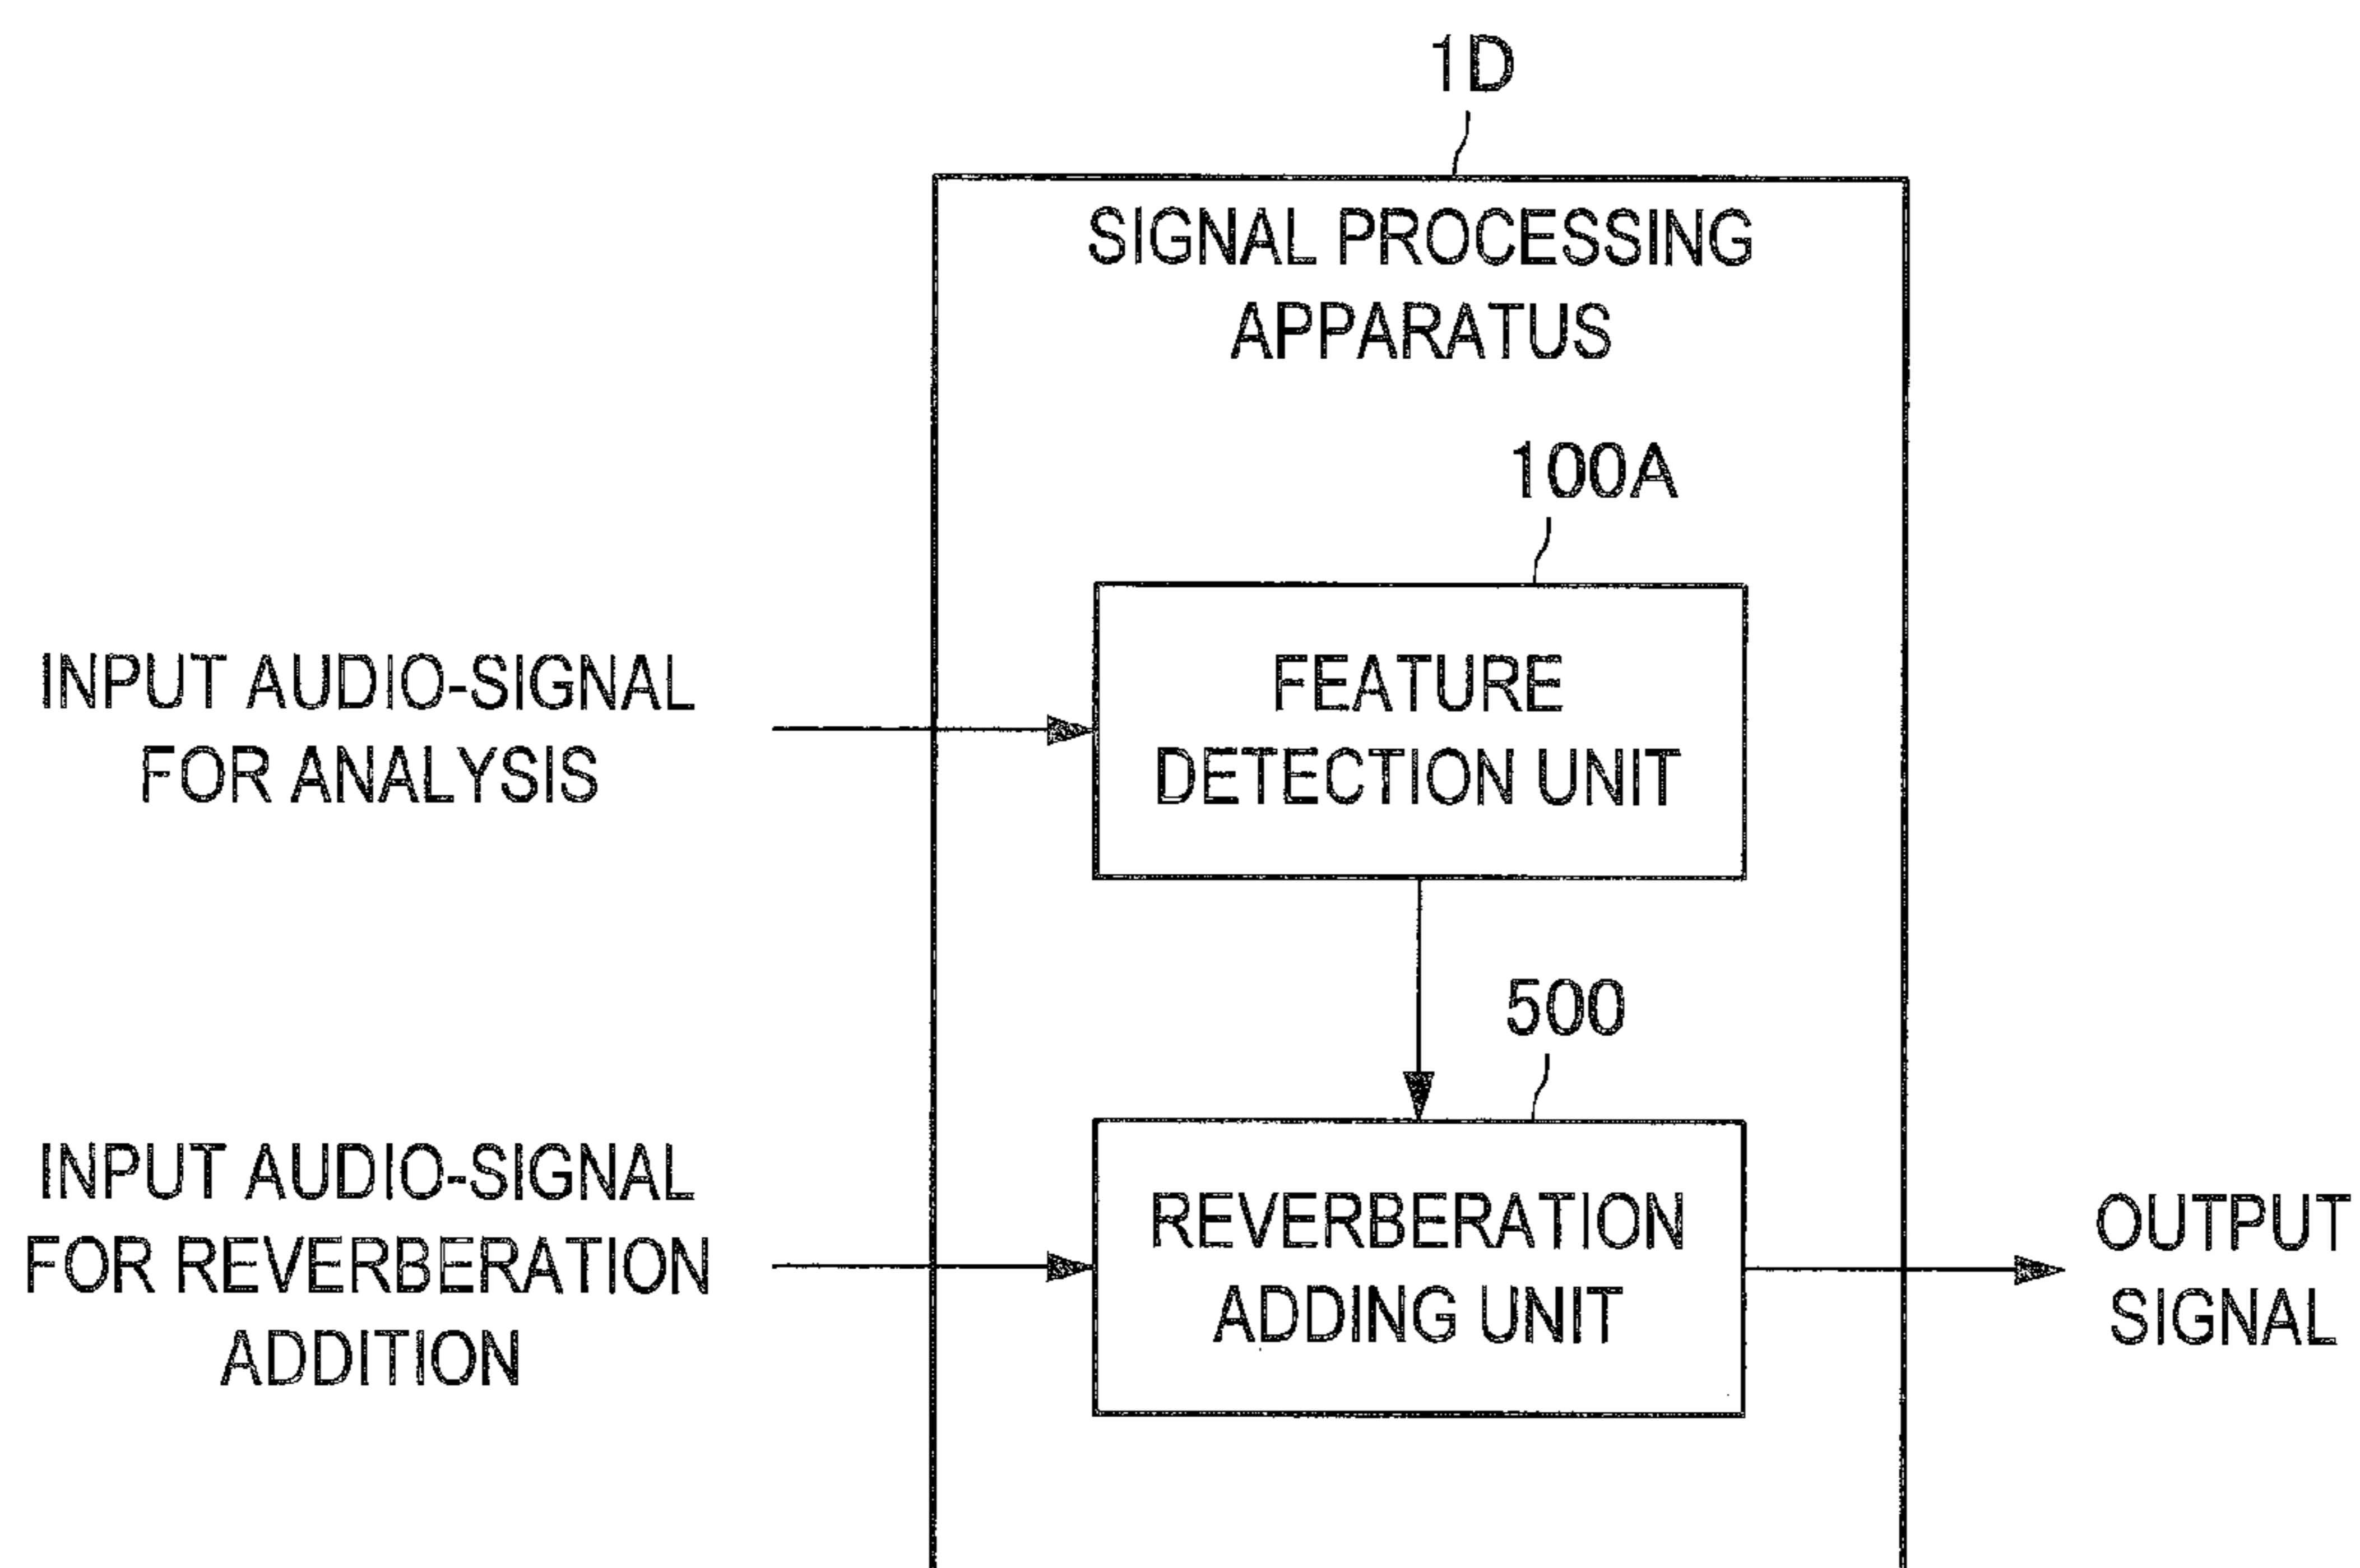 1D
SIGNAL PROCESSING
APPARATUS
100A
INPUT AUDIO-SIGNAL
FOR ANALYSIS
FEATURE
DETECTION UNIT
500
INPUT AUDIO-SIGNAL
FOR REVERBERATION
ADDITION
REVERBERATION
ADDING UNIT
OUTPUT
SIGNAL